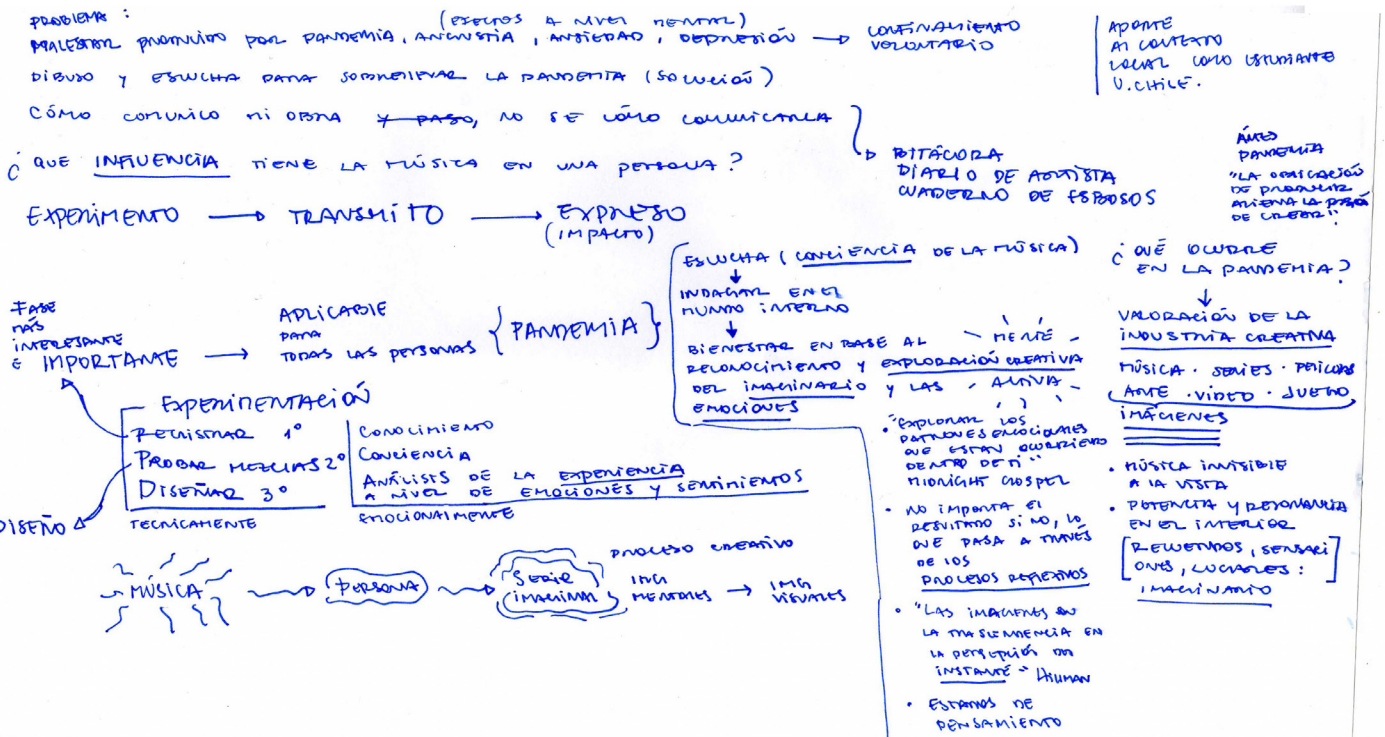 PROBLEMA :
(EFECTOS A NIVEL MENTAL)
MALESTAR PRODUCIDO POR PANDEMIA, ANGUSTIA, ANSIEDAD, DEPRESIÓN → CONFINAMIENTO
VOLUNTARIO
DIBUJO Y ESCUCHA PARA SOBRELLEVAR LA PANDEMIA (SOLUCIÓN)
CÓMO COMUNICO MI OBRA Y PASO, NO SE CÓMO COMUNICARLA
¿ QUE INFLUENCIA TIENE LA MÚSICA EN UNA PERSONA?
BITÁCORA
DIARIO DE ARTISTA
CUADERNO DE ESBOSOS
APORTE
AL CONTEXTO
LOCAL COMO ESTUDIANTE
U. CHILE.
ANTES
PANDEMIA
"LA OBLIGACIÓN
DE PRODUCIR
ALIENA LA
DE CREAR"
EXPERIMENTO → TRANSMITO → EXPRESO
(IMPACTO)
FASE
MÁS
INTERESANTE
E IMPORTANTE →
APLICABLE
PARA
TODAS LAS PERSONAS { PANDEMIA }
EXPERIMENTACIÓN
REGISTRAR 1°
PROBAR MEZCLAS 2°
DISEÑAR 3°
TECNICAMENTE
DISEÑO
CONOCIMIENTO
CONCIENCIA
ANÁLISIS DE LA EXPERIENCIA
A NIVEL DE EMOCIONES Y SENTIMIENTOS
EMOCIONALMENTE
MÚSICA
PERSONA
SERIE
IMAGINAL
PROCESO CREATIVO
IMG
MENTALES → IMG
VISUALES
ESCUCHA (CONCIENCIA DE LA MÚSICA)
INDAGAR EN EL
MUNDO INTERNO
BIENESTAR EN BASE AL
RECONOCIMIENTO Y EXPLORACIÓN CREATIVA
DEL IMAGINARIO Y LAS
EMOCIONES
MENTE
ACTIVA
• "EXPLORAR LOS
PATRONES EMOCIONALES
QUE ESTAN OCURRIENDO
DENTRO DE TI"
MIDNIGHT GOSPEL
• NO IMPORTA EL
RESULTADO SI NO, LO
QUE PASA A TRAVÉS
DE LOS
PROCESOS REFLEXIVOS
• "LAS IMÁGENES EN
LA TRASCENDENCIA EN
LA PERCEPCIÓN DEL
INSTANTE"
• ESTADOS DE
PENSAMIENTO
¿ QUÉ OCURRE
EN LA PANDEMIA?
VALORACIÓN DE LA
INDUSTRIA CREATIVA
MÚSICA · SERIES · PELICULAS
ARTE · VIDEO · JUEGO
IMÁGENES
• MÚSICA INVISIBLE
A LA VISTA
• POTENCIA Y RESONANCIA
EN EL INTERIOR
[RECUERDOS, SENSACI
ONES, LUGARES :
IMAGINARIO]